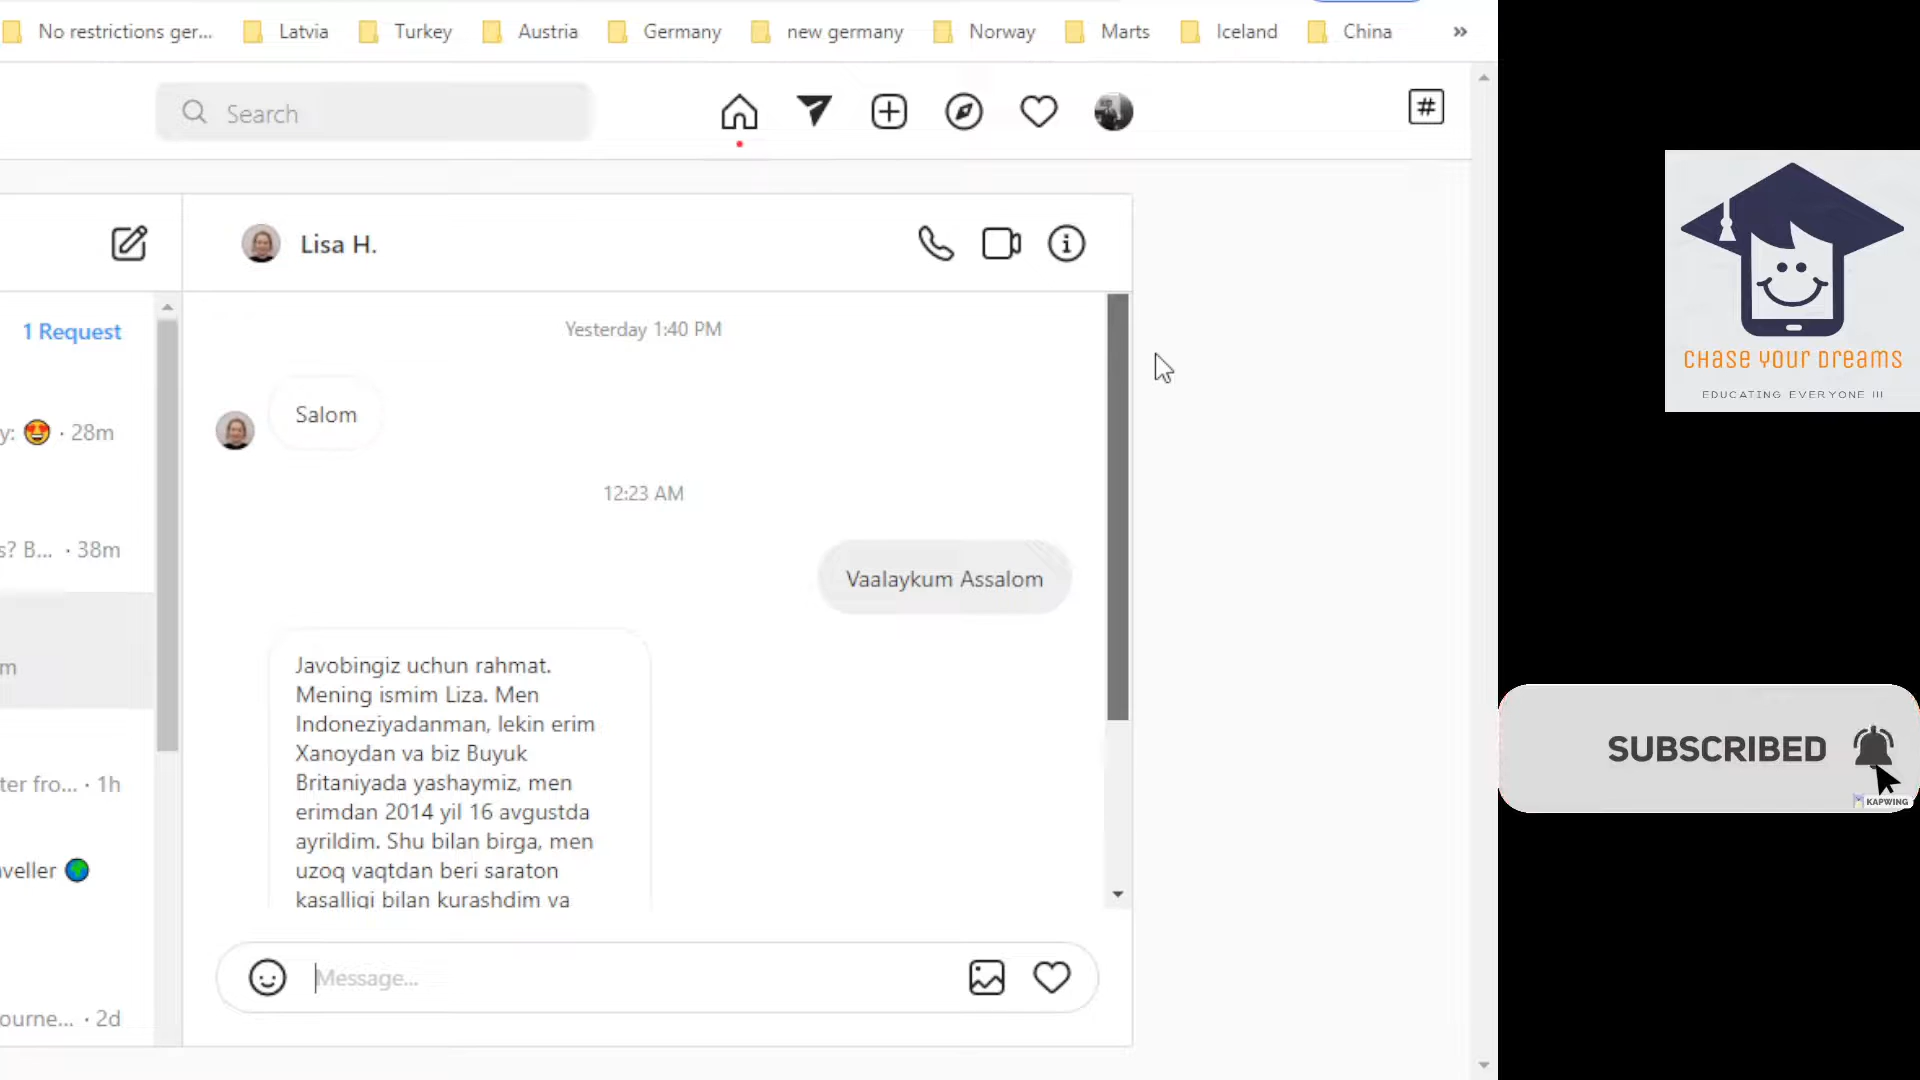 No restrictions ger...
Latvia
Turkey
Austria
Germany
new germany
Norway
Marts
Iceland
China
»
Search
#
Lisa H.
1 Request
Yesterday 1:40 PM
Salom
y: 😍 · 28m
12:23 AM
s? B... · 38m
Vaalaykum Assalom
m
Javobingiz uchun rahmat.
Mening ismim Liza. Men
Indoneziyadanman, lekin erim
Xanoydan va biz Buyuk
Britaniyada yashaymiz, men
erimdan 2014 yil 16 avgustda
ayrildim. Shu bilan birga, men
uzoq vaqtdan beri saraton
kasalligi bilan kurashdim va
ter fro... · 1h
veller 🌍
ourne... · 2d
Message...
CHASE YOUR DREAMS
EDUCATING EVERYONE !!!
SUBSCRIBED
KAPWING